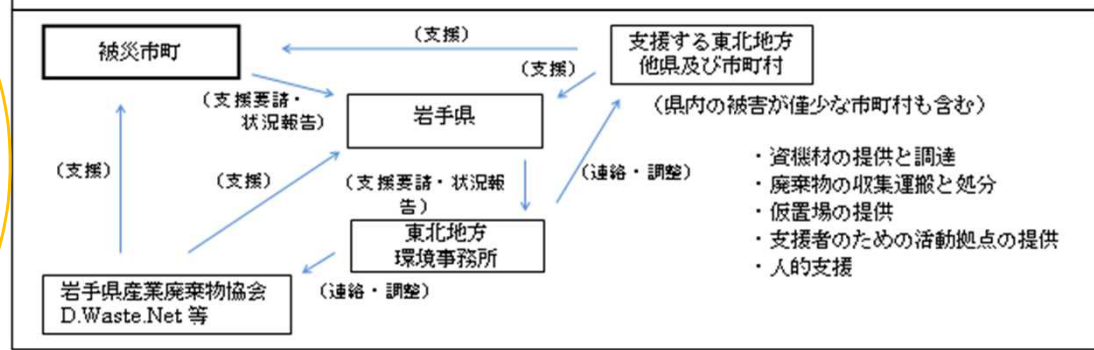 (支援)
被災市町
支援する東北地方
他県及び市町村
(支援)
(県内の被害が僅少な市町村も含む)
(支援要請・
状況報告)
岩手県
(支援)
(支援)
(支援要請・状況報
告)
(連絡・調整)
・資機材の提供と調達
・廃棄物の収集運搬と処分
・仮置場の提供
・支援者のための活動拠点の提供
・人的支援
東北地方
環境事務所
(連絡・調整)
岩手県産業廃棄物協会
D.Waste.Net 等